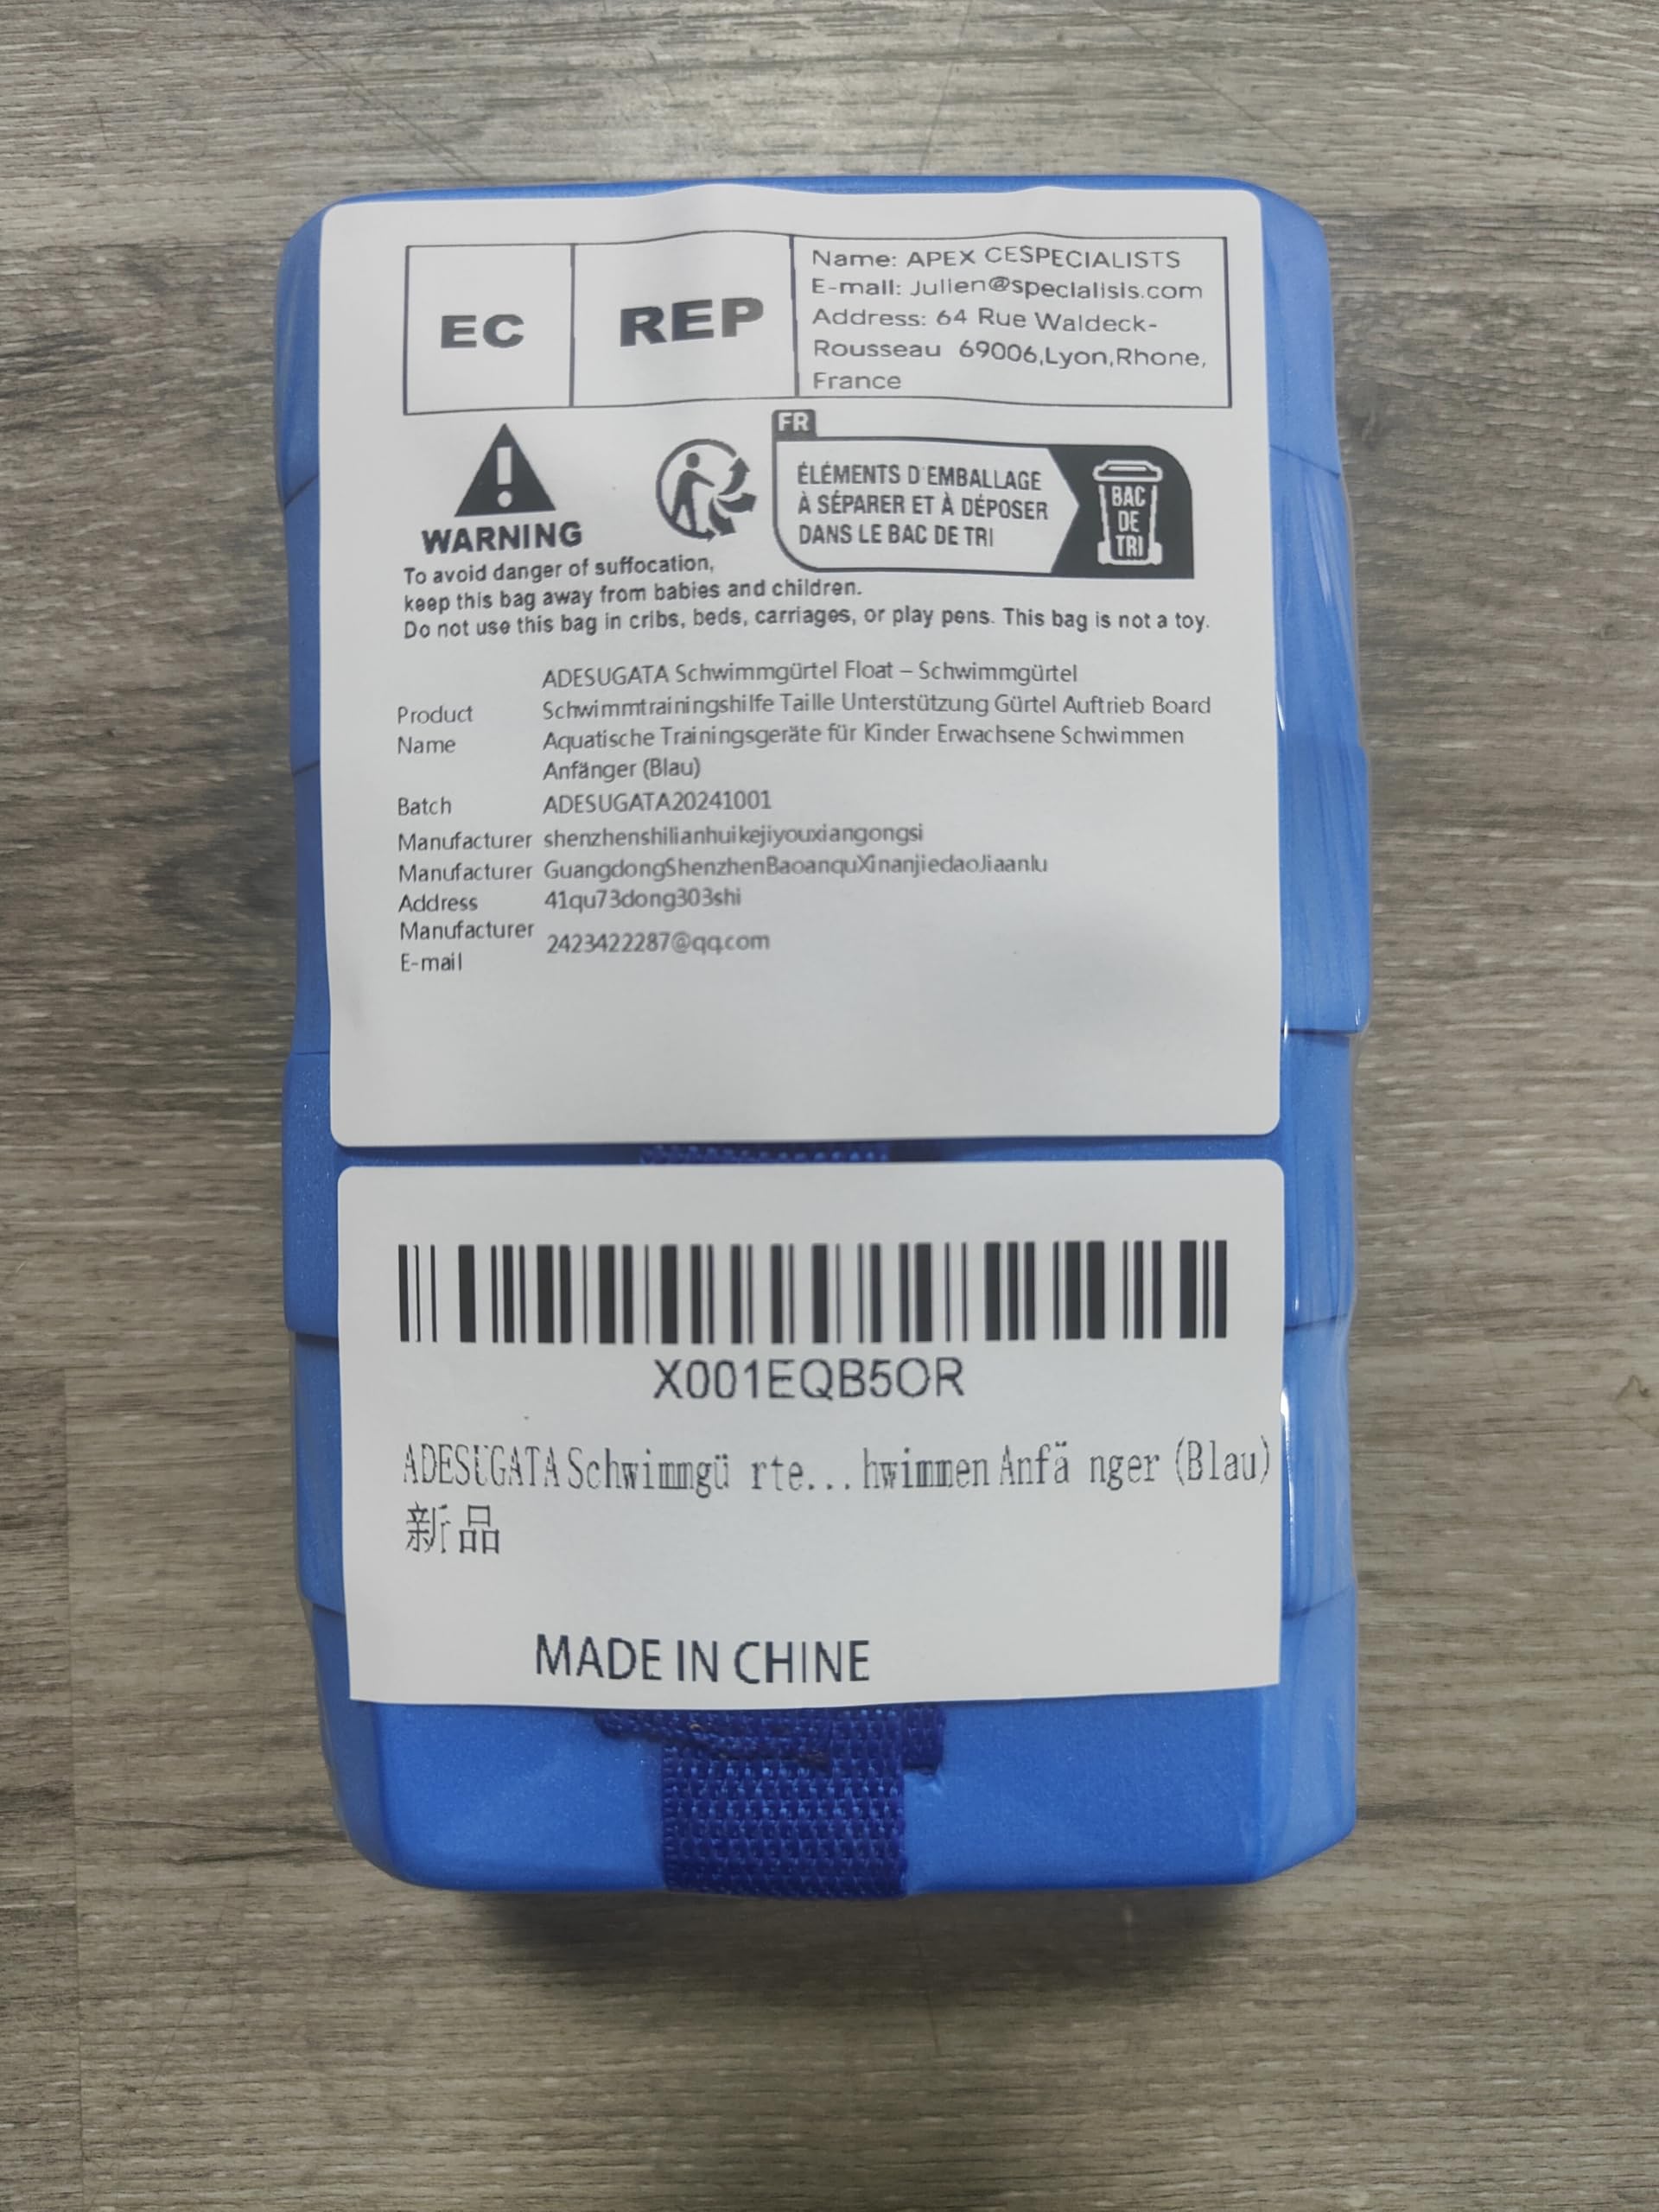 EC
REP
Name: APEX CESPECIALISTS
E-mail: Julien@specialisis.com
Address: 64 Rue Waldeck-
Rousseau 69006,Lyon,Rhone,
France
WARNING
FR
ÉLÉMENTS D'EMBALLAGE
À SÉPARER ET À DÉPOSER
DANS LE BAC DE TRI
BAC
DE
TRI
To avoid danger of suffocation,
keep this bag away from babies and children.
Do not use this bag in cribs, beds, carriages, or play pens. This bag is not a toy.
Product Name
ADESUGATA Schwimmgürtel Float – Schwimmgürtel
Schwimmtrainingshilfe Taille Unterstützung Gürtel Auftrieb Board
Aquatische Trainingsgeräte für Kinder Erwachsene Schwimmen
Anfänger (Blau)
Batch ADESUGATA20241001
Manufacturer shenzhenshilianhuikejiyouxiangongsi
Manufacturer GuangdongShenzhenBaoanquXinanjiedaoJiaanlu
Address 41qu73dong303shi
Manufacturer
E-mail 2423422287@qq.com
X001EQB5OR
ADESUGATA Schwimmgü rte... hwimmen Anfä nger (Blau)
新品
MADE IN CHINE